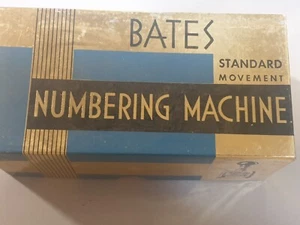 BATES
STANDARD
MOVEMENT
NUMBERING MACHINE